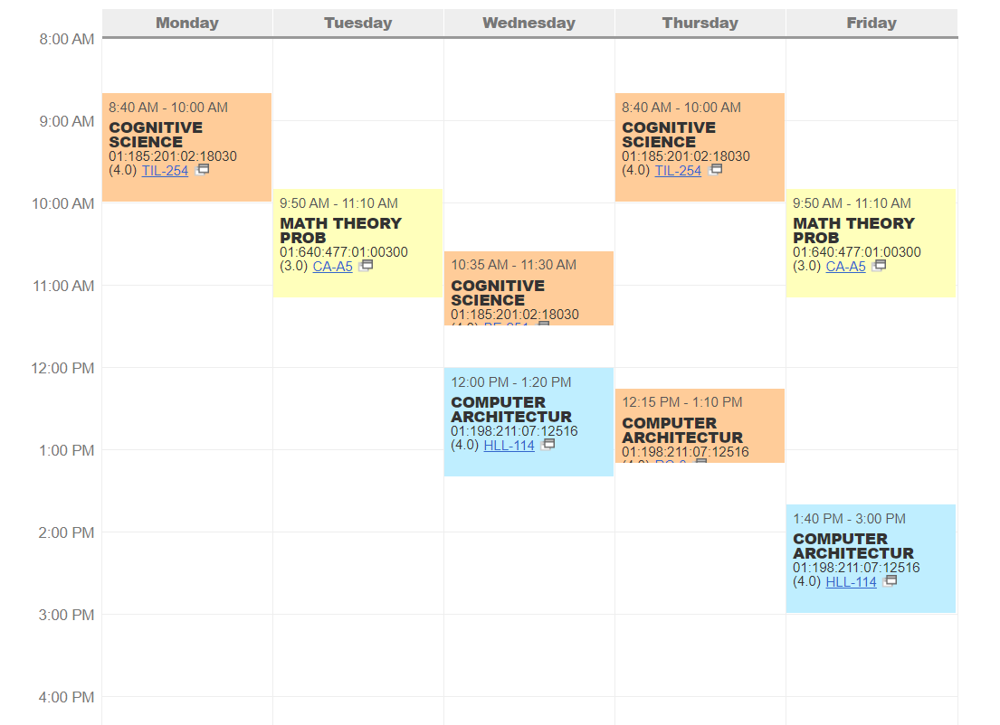 Monday Tuesday Wednesday Thursday Friday
8:00 AM
9:00 AM
10:00 AM
11:00 AM
12:00 PM
1:00 PM
2:00 PM
3:00 PM
4:00 PM
8:40 AM - 10:00 AM
COGNITIVE
SCIENCE
01:185:201:02:18030
(4.0) TIL-254
9:50 AM - 11:10 AM
MATH THEORY
PROB
01:640:477:01:00300
(3.0) CA-A5
10:35 AM - 11:30 AM
COGNITIVE
SCIENCE
01:185:201:02:18030
12:00 PM - 1:20 PM
COMPUTER
ARCHITECTUR
01:198:211:07:12516
(4.0) HLL-114
8:40 AM - 10:00 AM
COGNITIVE
SCIENCE
01:185:201:02:18030
(4.0) TIL-254
12:15 PM - 1:10 PM
COMPUTER
ARCHITECTUR
01:198:211:07:12516
9:50 AM - 11:10 AM
MATH THEORY
PROB
01:640:477:01:00300
(3.0) CA-A5
1:40 PM - 3:00 PM
COMPUTER
ARCHITECTUR
01:198:211:07:12516
(4.0) HLL-114